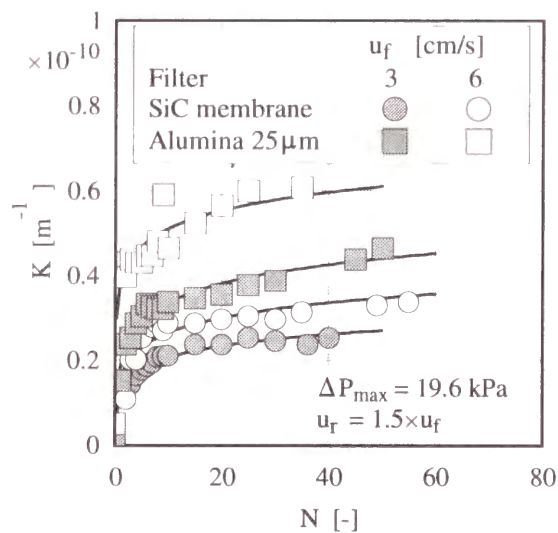 1
×10⁻¹⁰
u_f [cm/s]
Filter 3 6
SiC membrane
Alumina 25μm
0.8
0.6
0.4
0.2
0
K [m⁻¹]
ΔP_max = 19.6 kPa
u_r = 1.5×u_f
0 20 40 60 80
N [-]